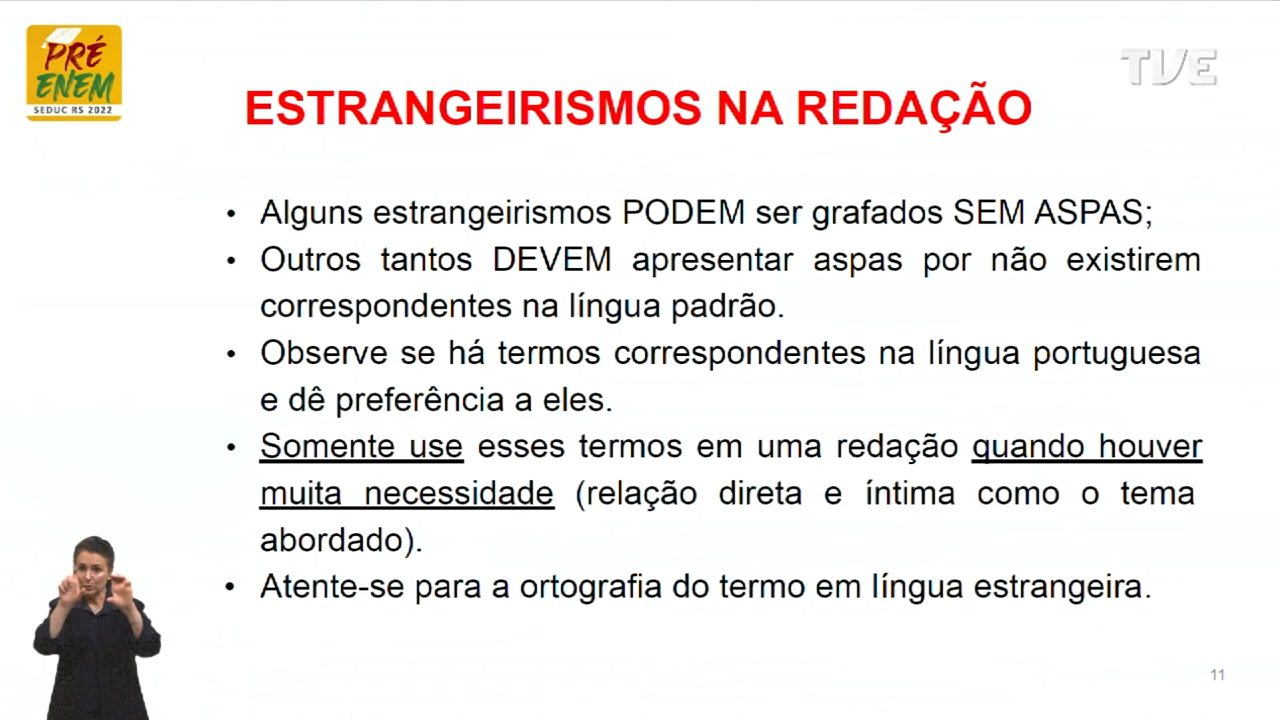 PRÉ
ENEM
SEDUC RS 2022
TVE
ESTRANGEIRISMOS NA REDAÇÃO
• Alguns estrangeirismos PODEM ser grafados SEM ASPAS;
• Outros tantos DEVEM apresentar aspas por não existirem
correspondentes na língua padrão.
• Observe se há termos correspondentes na língua portuguesa
e dê preferência a eles.
• Somente use esses termos em uma redação quando houver
muita necessidade (relação direta e íntima como o tema
abordado).
• Atente-se para a ortografia do termo em língua estrangeira.
11